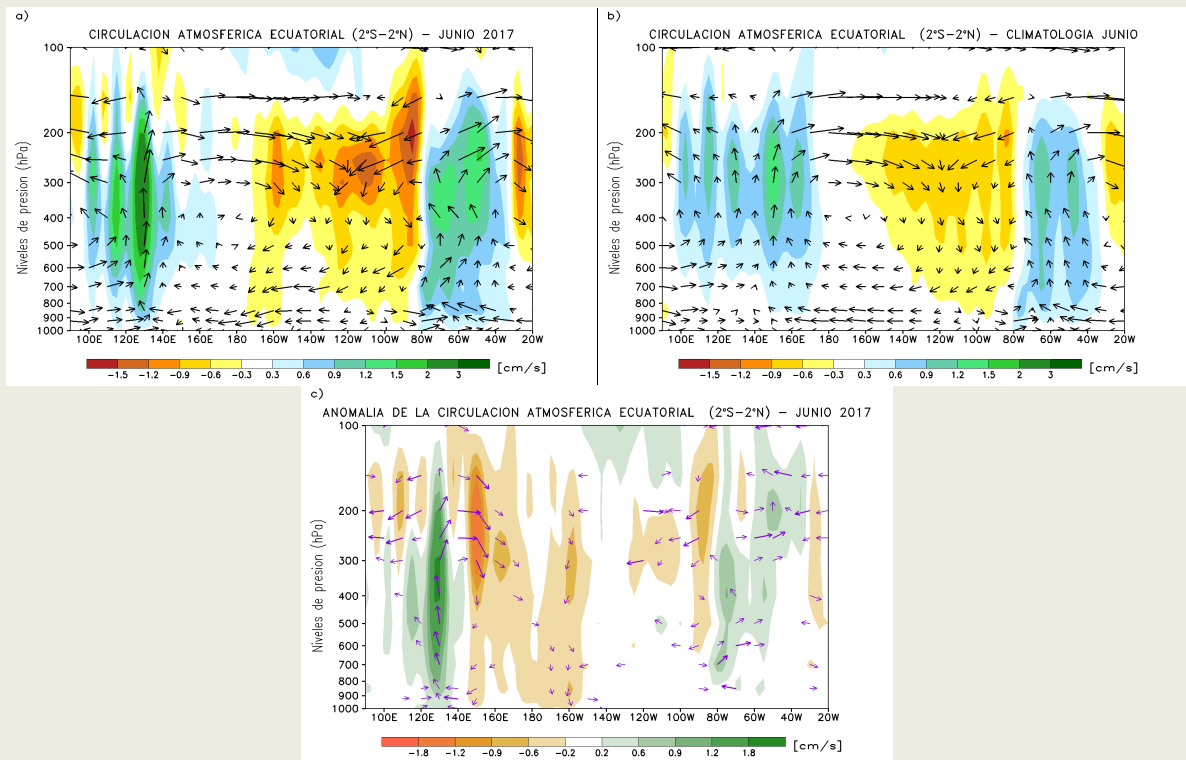 a)
CIRCULACION ATMOSFERICA ECUATORIAL (2°S-2°N) - JUNIO 2017
Niveles de presion (hPa)
100
200
300
400
500
600
700
800
900
1000
100E 120E 140E 160E 180 160W 140W 120W 100W 80W 60W 40W 20W
-1.5 -1.2 -0.9 -0.6 -0.3 0.3 0.6 0.9 1.2 1.5 2 3 [cm/s]
b)
CIRCULACION ATMOSFERICA ECUATORIAL (2°S-2°N) - CLIMATOLOGIA JUNIO
Niveles de presion (hPa)
100
200
300
400
500
600
700
800
900
1000
100E 120E 140E 160E 180 160W 140W 120W 100W 80W 60W 40W 20W
-1.5 -1.2 -0.9 -0.6 -0.3 0.3 0.6 0.9 1.2 1.5 2 3 [cm/s]
c)
ANOMALIA DE LA CIRCULACION ATMOSFERICA ECUATORIAL (2°S-2°N) - JUNIO 2017
Niveles de presion (hPa)
100
200
300
400
500
600
700
800
900
1000
100E 120E 140E 160E 180 160W 140W 120W 100W 80W 60W 40W 20W
-1.8 -1.2 -0.9 -0.6 -0.2 0.2 0.6 0.9 1.2 1.8 [cm/s]